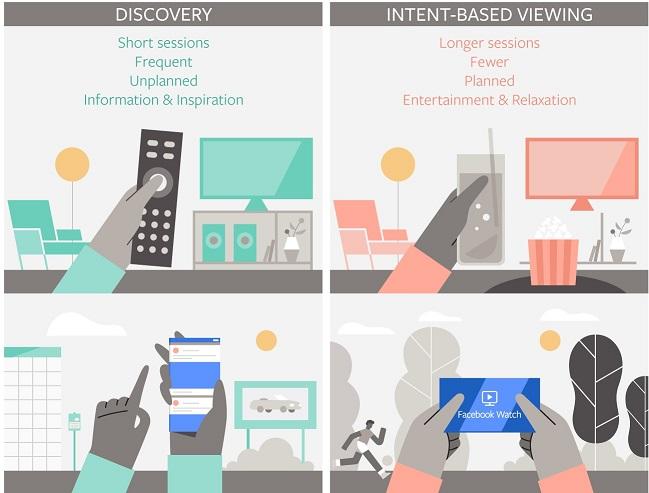 DISCOVERY
Short sessions
Frequent
Unplanned
Information & Inspiration
INTENT-BASED VIEWING
Longer sessions
Fewer
Planned
Entertainment & Relaxation
Facebook Watch